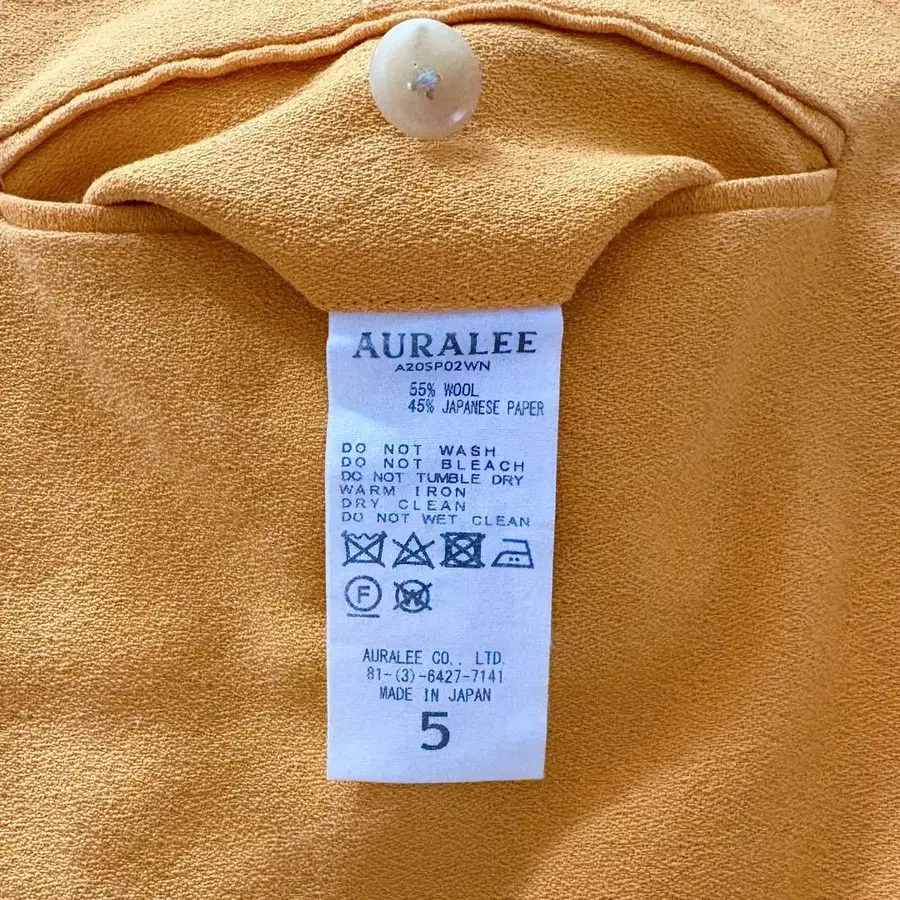 AURALEE
A20SP02WN
55% WOOL
45% JAPANESE PAPER
DO NOT WASH
DO NOT BLEACH
DO NOT TUMBLE DRY
WARM IRON
DRY CLEAN
DO NOT WET CLEAN
F W
AURALEE CO., LTD.
81-(3)-6427-7141
MADE IN JAPAN
5